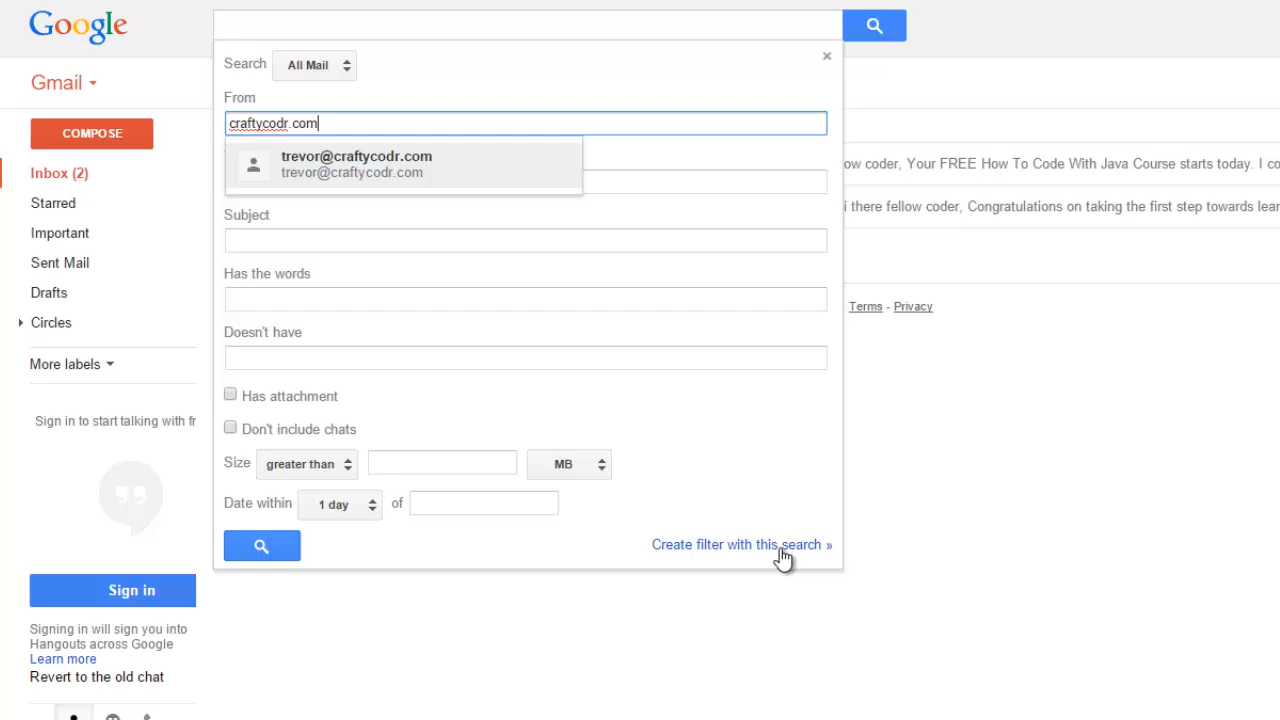 Google
Search All Mail
Gmail
From
COMPOSE
craftycodr.com
trevor@craftycodr.com
trevor@craftycodr.com
ow coder, Your FREE How To Code With Java Course starts today. I co
Inbox (2)
Starred
i there fellow coder, Congratulations on taking the first step towards lear
Subject
Important
Sent Mail
Has the words
Drafts
Terms - Privacy
Circles
Doesn't have
More labels
Has attachment
Sign in to start talking with fr
Don't include chats
Size greater than MB
Date within 1 day of
Create filter with this search »
Sign in
Signing in will sign you into
Hangouts across Google
Learn more
Revert to the old chat